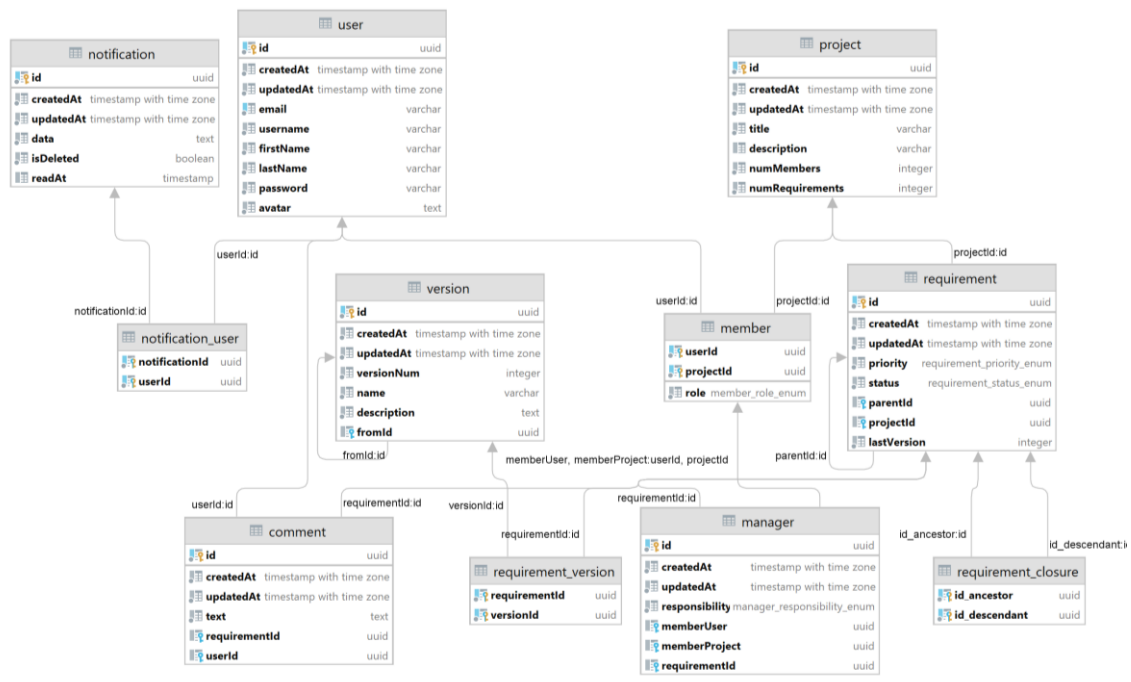 notification
id uuid
createdAt timestamp with time zone
updatedAt timestamp with time zone
data text
isDeleted boolean
readAt timestamp
user
id uuid
createdAt timestamp with time zone
updatedAt timestamp with time zone
email varchar
username varchar
firstName varchar
lastName varchar
password varchar
avatar text
project
id uuid
createdAt timestamp with time zone
updatedAt timestamp with time zone
title varchar
description varchar
numMembers integer
numRequirements integer
userId:id
projectId:id
notificationId:id
userId:id
projectId:id
notification_user
notificationId uuid
userId uuid
version
id uuid
createdAt timestamp with time zone
updatedAt timestamp with time zone
versionNum integer
name varchar
description text
fromId uuid
fromId:id
member
userId uuid
projectId uuid
role member_role_enum
requirement
id uuid
createdAt timestamp with time zone
updatedAt timestamp with time zone
priority requirement_priority_enum
status requirement_status_enum
parentId uuid
projectId uuid
lastVersion integer
memberUser, memberProject:userId, projectId
parentId:id
userId:id
requirementId:id
versionId:id
requirementId:id
requirementId:id
id_ancestor:id
id_descendant:i
comment
id uuid
createdAt timestamp with time zone
updatedAt timestamp with time zone
text text
requirementId uuid
userId uuid
requirement_version
requirementId uuid
versionId uuid
manager
id uuid
createdAt timestamp with time zone
updatedAt timestamp with time zone
responsibility manager_responsibility_enum
memberUser uuid
memberProject uuid
requirementId uuid
requirement_closure
id_ancestor uuid
id_descendant uuid